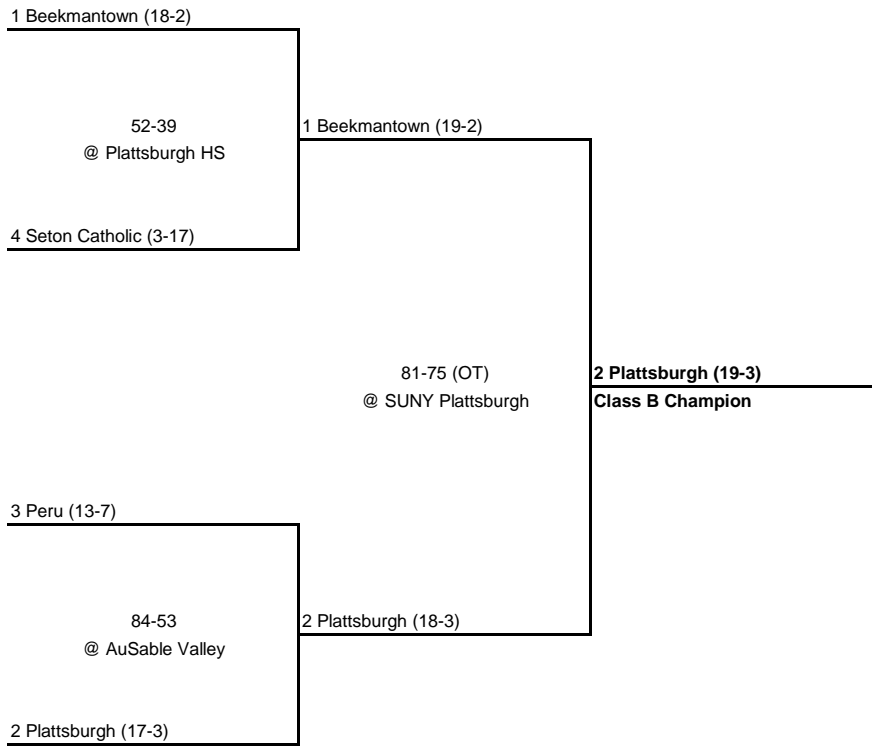 1 Beekmantown (18-2)
52-39
@ Plattsburgh HS
1 Beekmantown (19-2)
4 Seton Catholic (3-17)
81-75 (OT)
@ SUNY Plattsburgh
2 Plattsburgh (19-3)
Class B Champion
3 Peru (13-7)
84-53
@ AuSable Valley
2 Plattsburgh (18-3)
2 Plattsburgh (17-3)